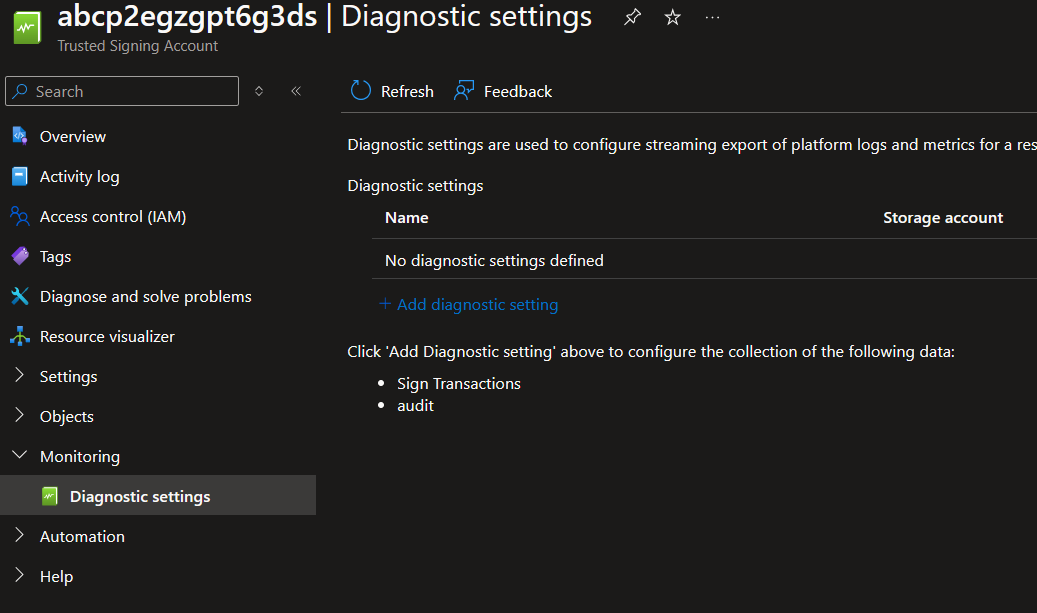 abcp2egzgpt6g3ds | Diagnostic settings
Trusted Signing Account
Search
Refresh
Feedback
Overview
Activity log
Access control (IAM)
Tags
Diagnose and solve problems
Resource visualizer
Settings
Objects
Monitoring
Diagnostic settings
Automation
Help
Diagnostic settings are used to configure streaming export of platform logs and metrics for a res
Diagnostic settings
Name Storage account
No diagnostic settings defined
+ Add diagnostic setting
Click 'Add Diagnostic setting' above to configure the collection of the following data:
• Sign Transactions
• audit